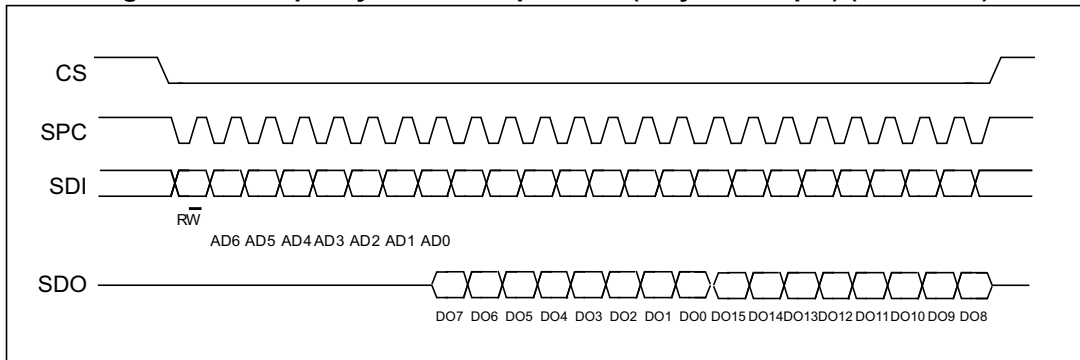 CS
SPC
SDI
RW
AD6 AD5 AD4 AD3 AD2 AD1 AD0
SDO
DO7 DO6 DO5 DO4 DO3 DO2 DO1 DO0 DO15 DO14 DO13 DO12 DO11 DO10 DO9 DO8